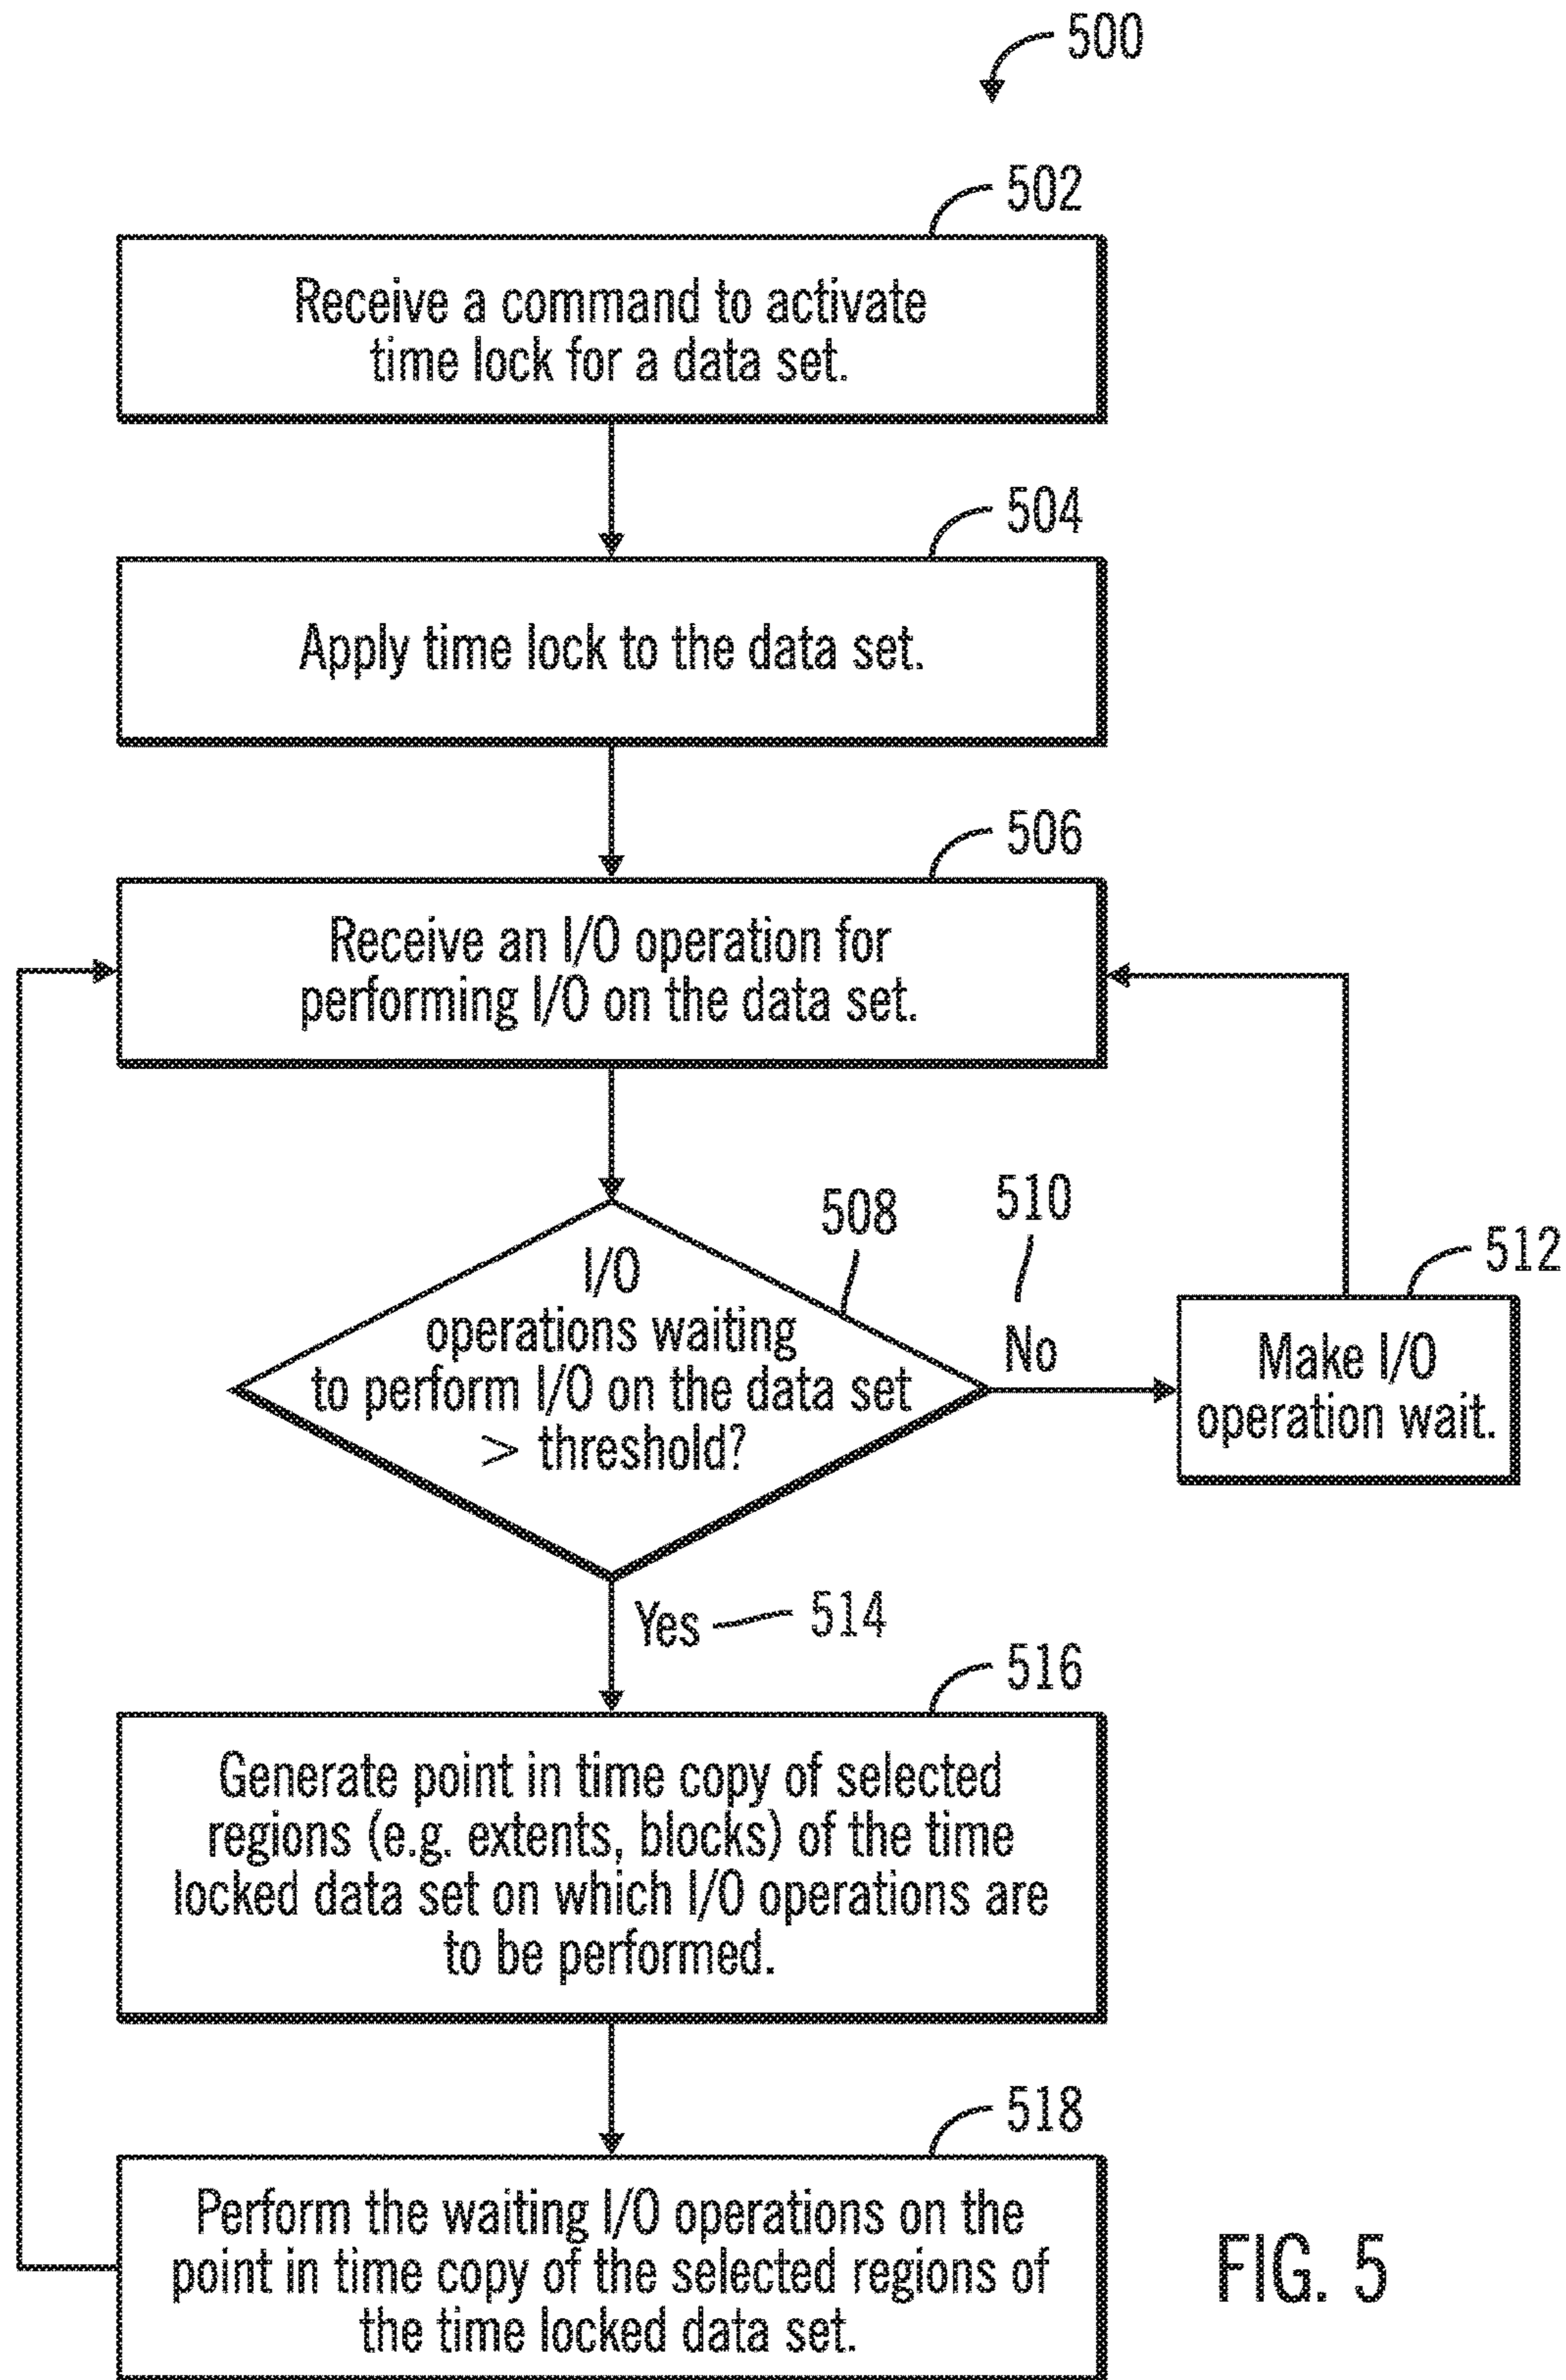 500
502
Receive a command to activate
time lock for a data set.
504
Apply time lock to the data set.
506
Receive an I/O operation for
performing I/O on the data set.
508
510
I/O
operations waiting
to perform I/O on the data set
> threshold?
No
512
Make I/O
operation wait.
Yes
514
516
Generate point in time copy of selected
regions (e.g. extents, blocks) of the time
locked data set on which I/O operations are
to be performed.
518
Perform the waiting I/O operations on the
point in time copy of the selected regions of
the time locked data set.
FIG. 5